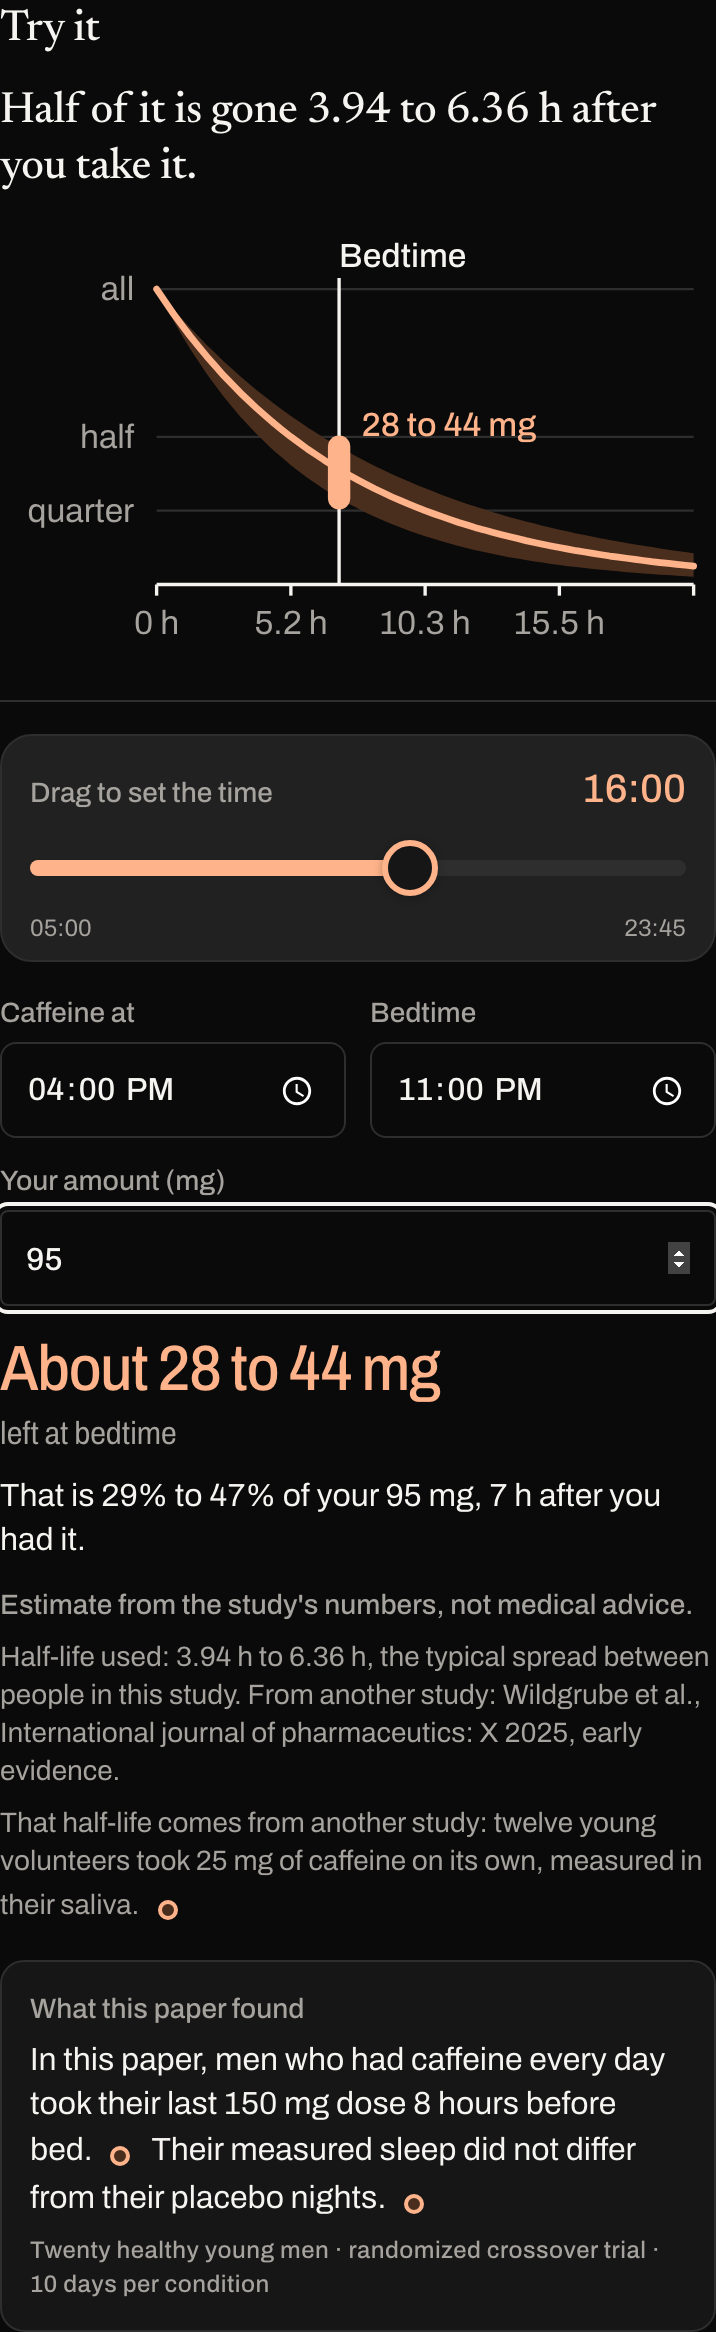 Try it
Half of it is gone 3.94 to 6.36 h after
you take it.
Bedtime
all
28 to 44 mg
half
quarter
0 h
5.2 h
10.3 h
15.5 h
Drag to set the time
16:00
05:00
23:45
Caffeine at
Bedtime
04:00 PM
11:00 PM
Your amount (mg)
95
About 28 to 44 mg
left at bedtime
That is 29% to 47% of your 95 mg, 7 h after you
had it.
Estimate from the study's numbers, not medical advice.
Half-life used: 3.94 h to 6.36 h, the typical spread between
people in this study. From another study: Wildgrube et al.,
International journal of pharmaceutics: X 2025, early
evidence.
That half-life comes from another study: twelve young
volunteers took 25 mg of caffeine on its own, measured in
their saliva.
What this paper found
In this paper, men who had caffeine every day
took their last 150 mg dose 8 hours before
bed. Their measured sleep did not differ
from their placebo nights.
Twenty healthy young men · randomized crossover trial ·
10 days per condition